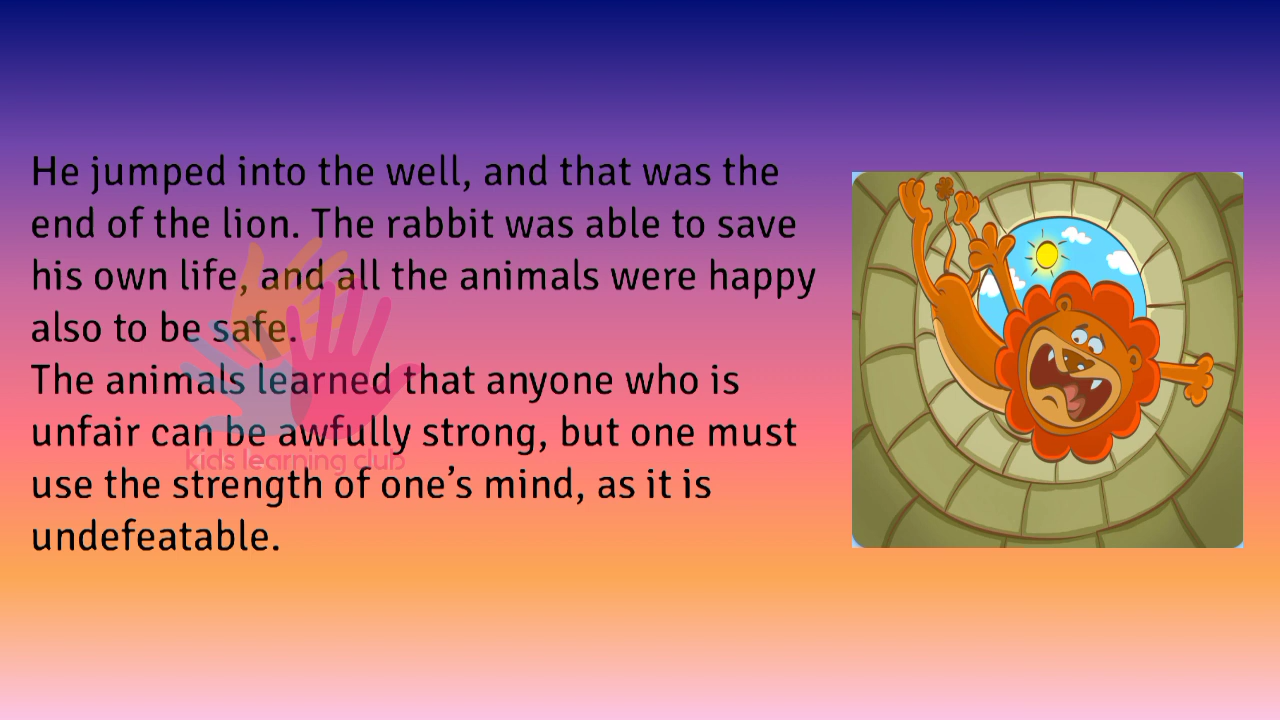 He jumped into the well, and that was the
end of the lion. The rabbit was able to save
his own life, and all the animals were happy
also to be safe.
The animals learned that anyone who is
unfair can be awfully strong, but one must
kids learning club
use the strength of one’s mind, as it is
undefeatable.